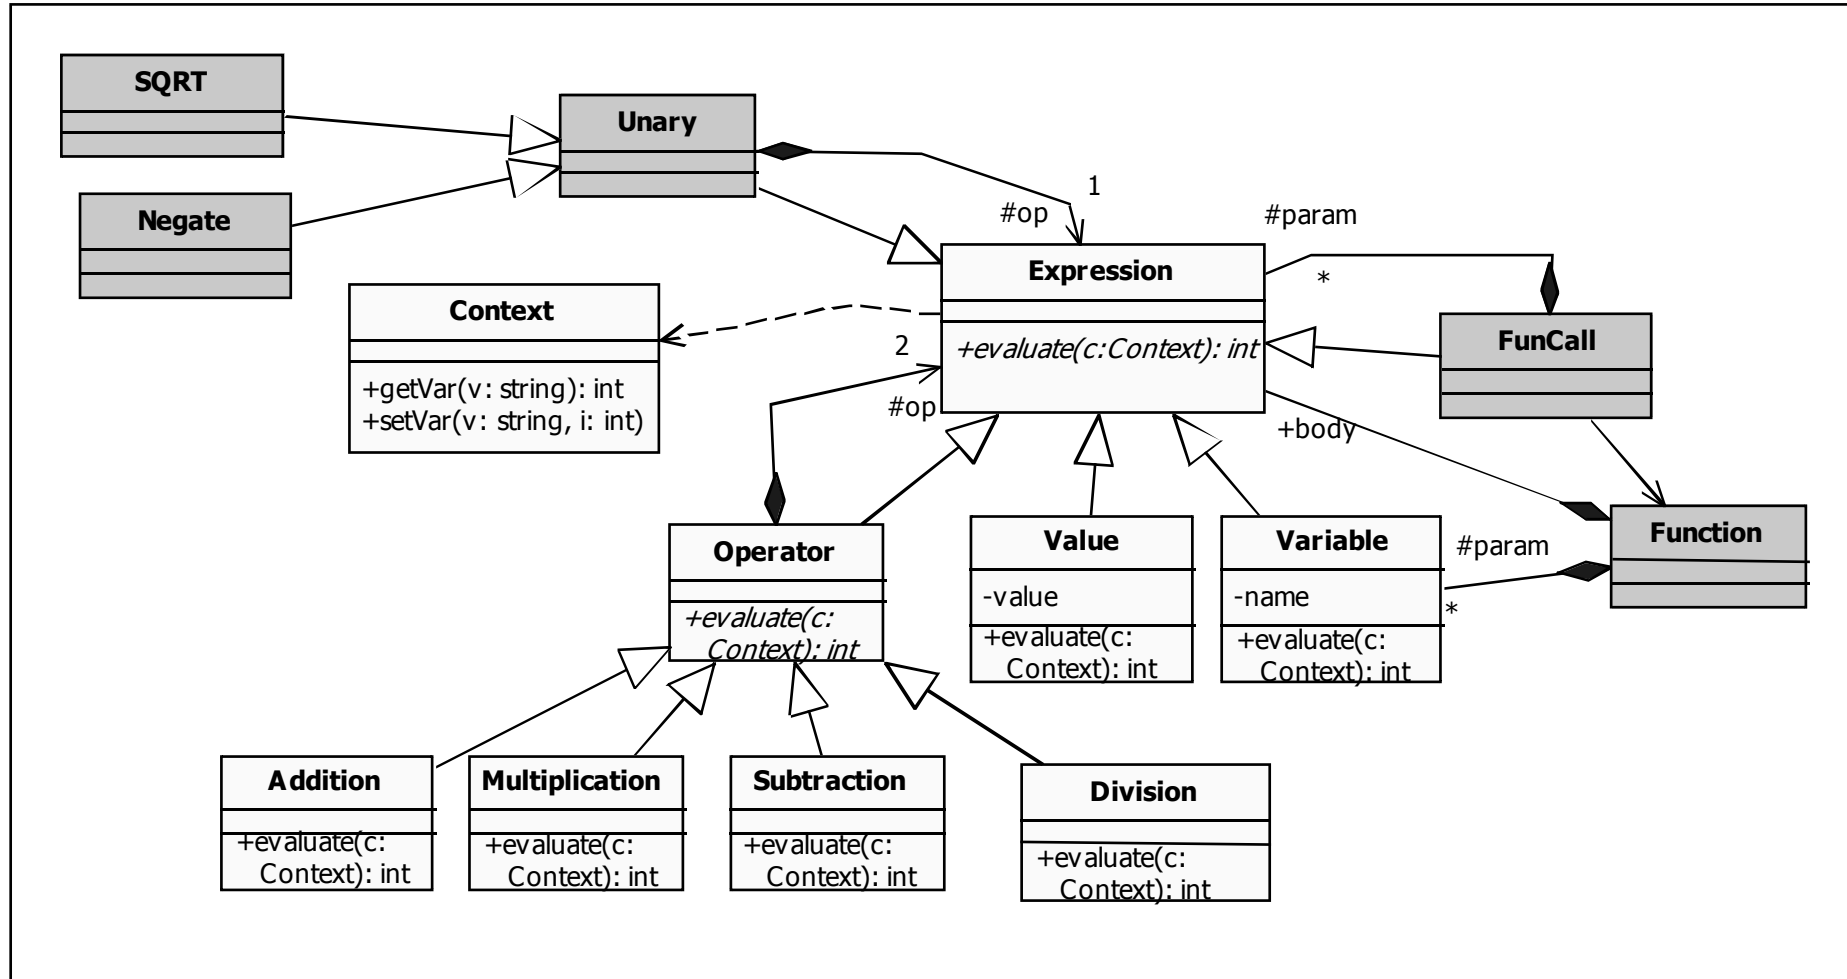 SQRT
Unary
Negate
1
#op
#param
*
Expression
+evaluate(c:Context): int
Context
+getVar(v: string): int
+setVar(v: string, i: int)
2
#op
FunCall
+body
Operator
+evaluate(c:
Context): int
Value
-value
+evaluate(c:
Context): int
Variable
-name
+evaluate(c:
Context): int
#param
*
Function
Addition
+evaluate(c:
Context): int
Multiplication
+evaluate(c:
Context): int
Subtraction
+evaluate(c:
Context): int
Division
+evaluate(c:
Context): int